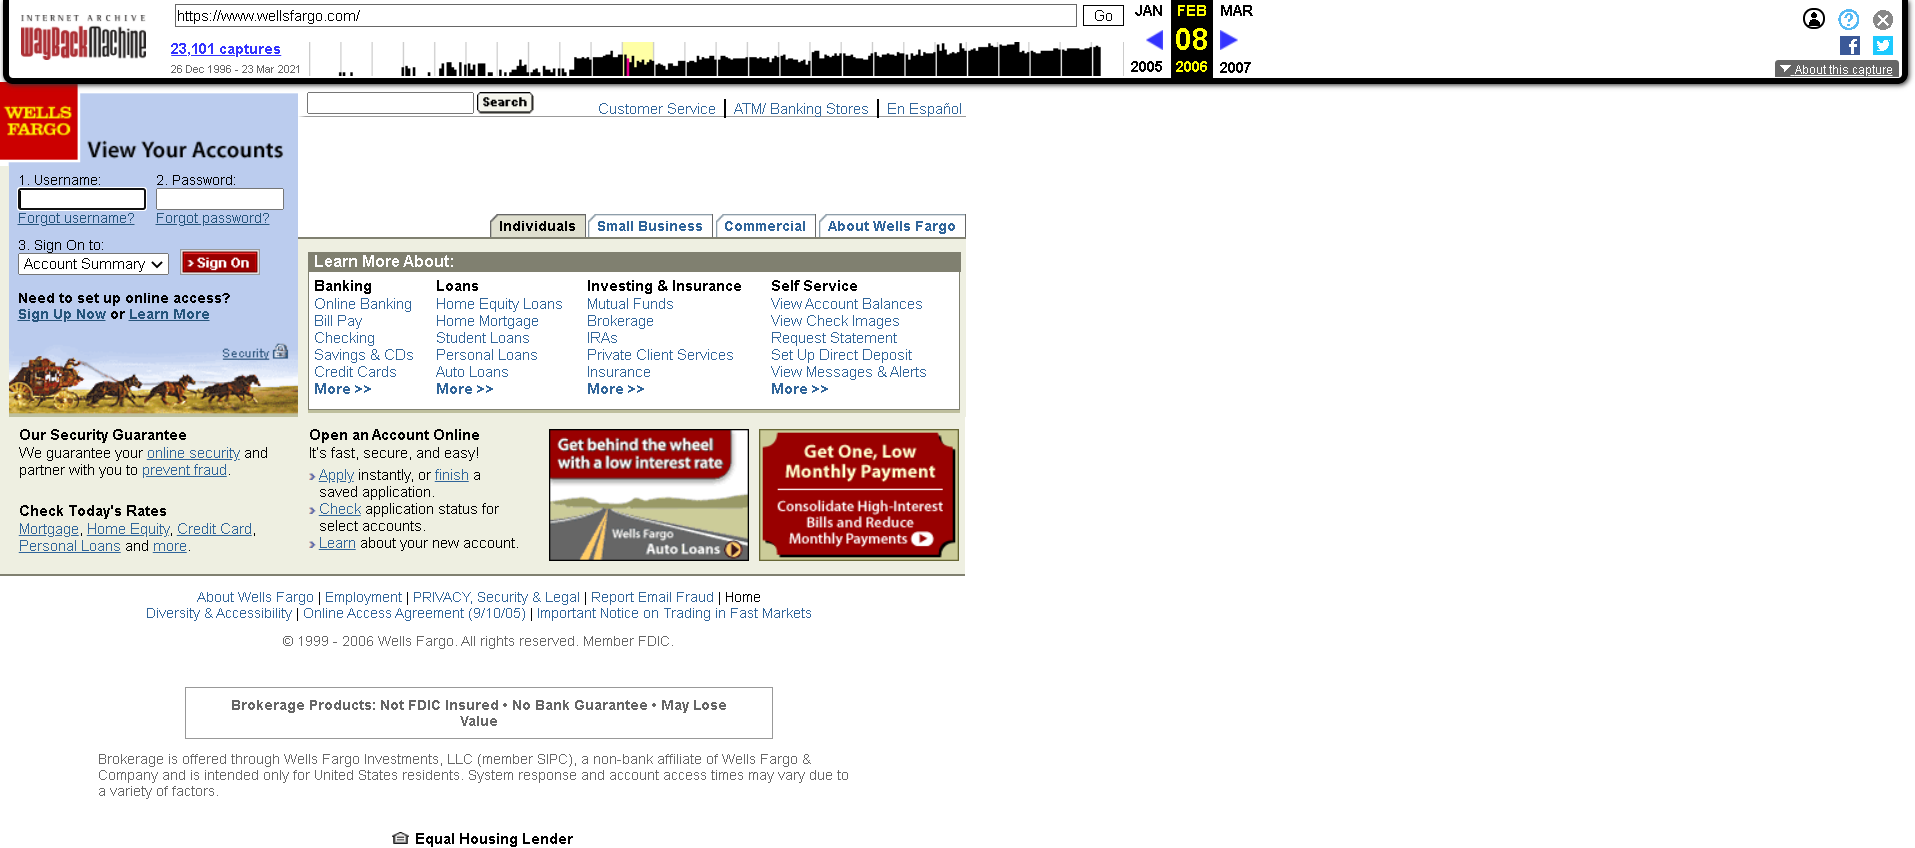 INTERNET ARCHIVE
WayBackMachine
https://www.wellsfargo.com/
Go
JAN FEB MAR
08
2005 2006 2007
23,101 captures
26 Dec 1996 - 23 Mar 2021
About this capture
WELLS
FARGO
View Your Accounts
1. Username:
2. Password:
Forgot username?
Forgot password?
3. Sign On to:
Account Summary
Sign On
Need to set up online access?
Sign Up Now or Learn More
Security
Search
Customer Service
ATM/ Banking Stores
En Español
Individuals
Small Business
Commercial
About Wells Fargo
Learn More About:
Banking
Online Banking
Bill Pay
Checking
Savings & CDs
Credit Cards
More >>
Loans
Home Equity Loans
Home Mortgage
Student Loans
Personal Loans
Auto Loans
More >>
Investing & Insurance
Mutual Funds
Brokerage
IRAs
Private Client Services
Insurance
More >>
Self Service
View Account Balances
View Check Images
Request Statement
Set Up Direct Deposit
View Messages & Alerts
More >>
Our Security Guarantee
We guarantee your online security and
partner with you to prevent fraud.
Check Today's Rates
Mortgage, Home Equity, Credit Card,
Personal Loans and more.
Open an Account Online
It's fast, secure, and easy!
Apply instantly, or finish a
saved application.
Check application status for
select accounts.
Learn about your new account.
Get behind the wheel
with a low interest rate
Wells Fargo
Auto Loans
Get One, Low
Monthly Payment
Consolidate High-Interest
Bills and Reduce
Monthly Payments
About Wells Fargo | Employment | PRIVACY, Security & Legal | Report Email Fraud | Home
Diversity & Accessibility | Online Access Agreement (9/10/05) | Important Notice on Trading in Fast Markets
© 1999 - 2006 Wells Fargo. All rights reserved. Member FDIC.
Brokerage Products: Not FDIC Insured • No Bank Guarantee • May Lose
Value
Brokerage is offered through Wells Fargo Investments, LLC (member SIPC), a non-bank affiliate of Wells Fargo &
Company and is intended only for United States residents. System response and account access times may vary due to
a variety of factors.
Equal Housing Lender